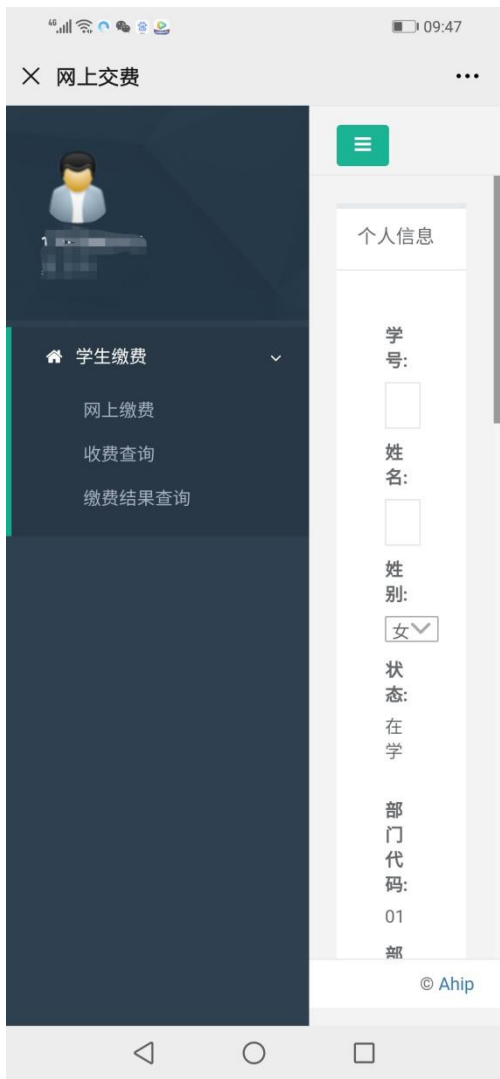 46
09:47
网上交费
个人信息
学生缴费
网上缴费
收费查询
缴费结果查询
学
号:
姓
名:
性
别:
女
状
态:
在
学
部
门
代
码:
01
部
© Ahip